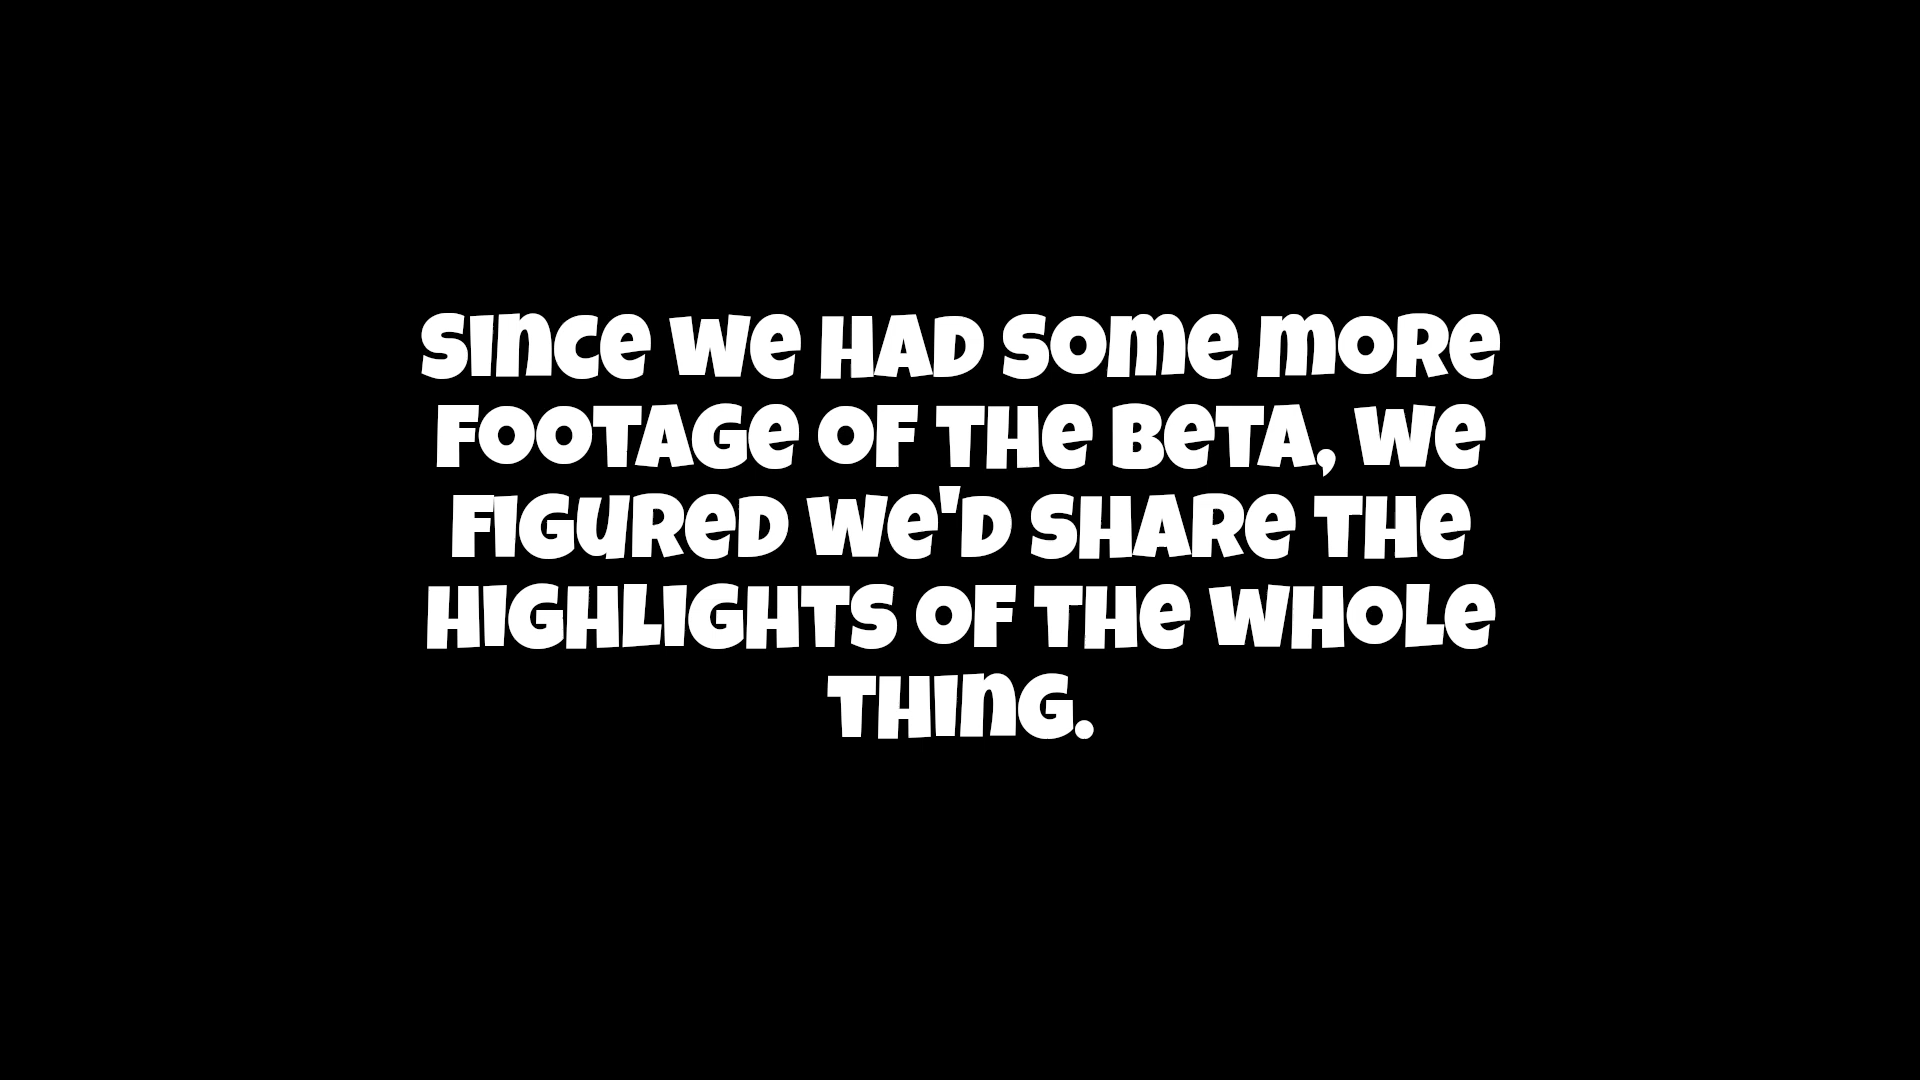 Since we had some more
footage of the beta, we
figured we'd share the
highlights of the whole
thing.